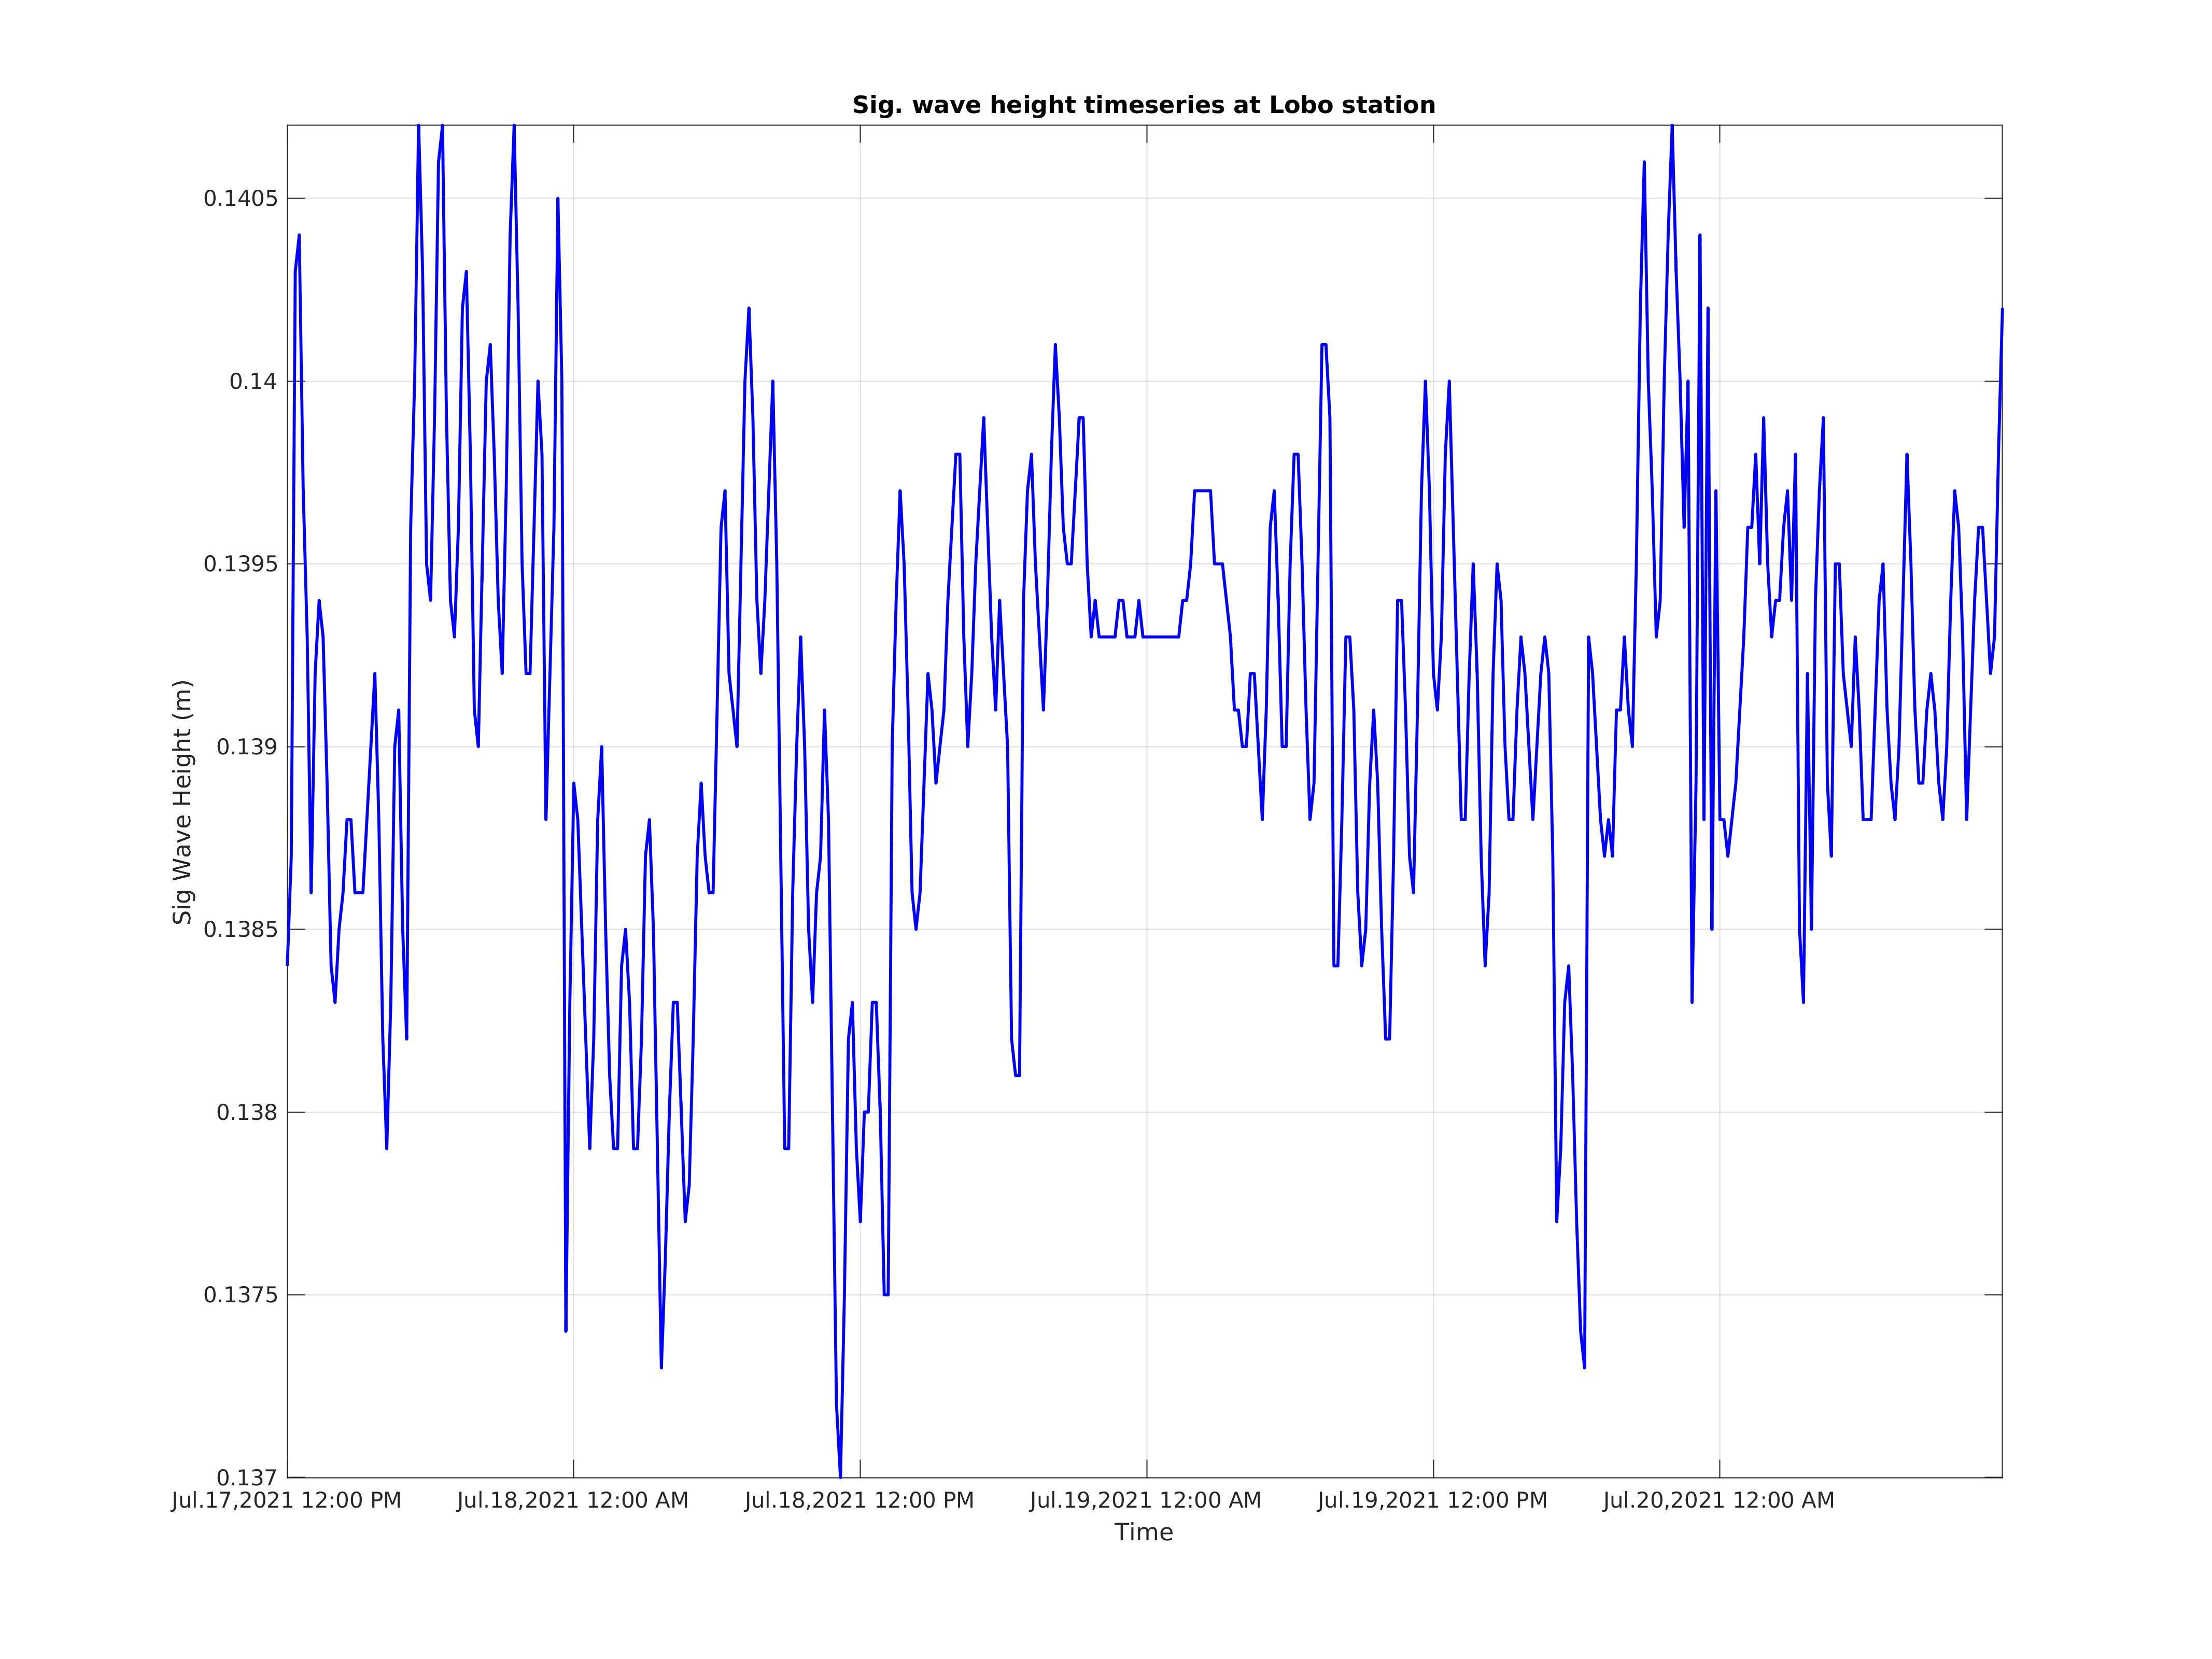 Sig. wave height timeseries at Lobo station
0.1405
0.14
0.1395
0.139
0.1385
0.138
0.1375
0.137
Sig Wave Height (m)
Jul.17,2021 12:00 PM Jul.18,2021 12:00 AM Jul.18,2021 12:00 PM Jul.19,2021 12:00 AM Jul.19,2021 12:00 PM Jul.20,2021 12:00 AM
Time